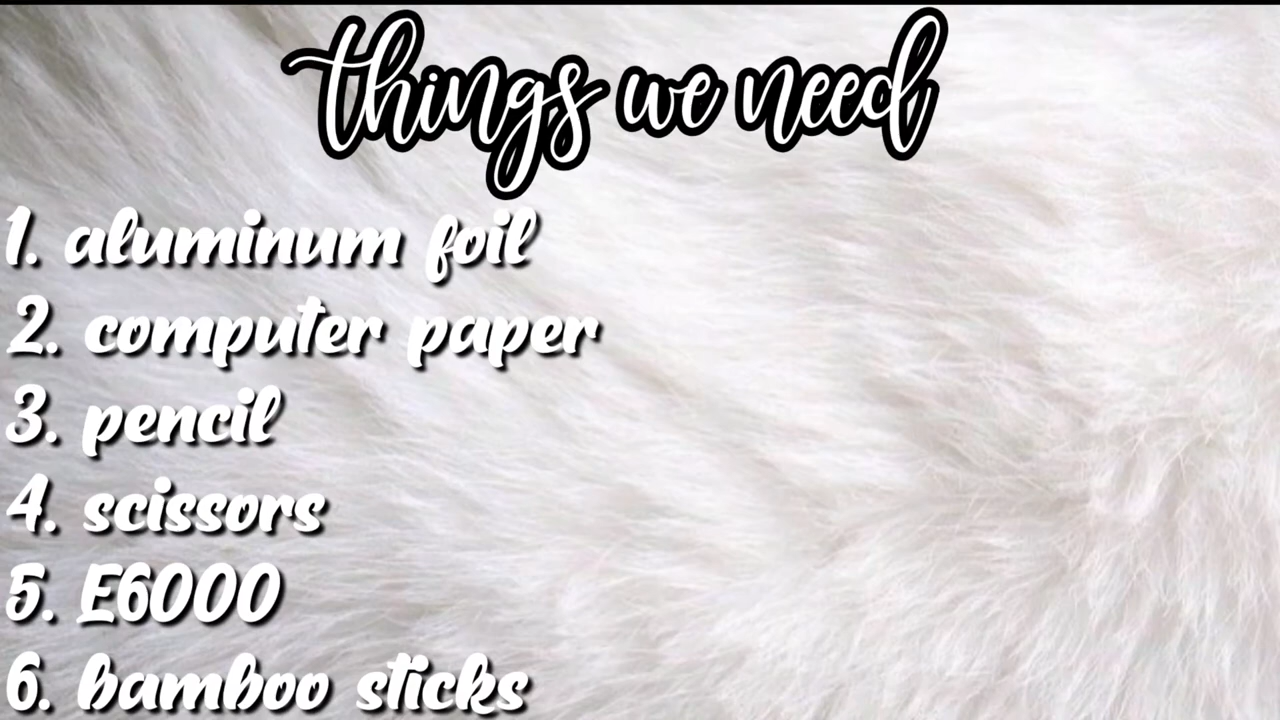 things we need
1. aluminum foil
2. computer paper
3. pencil
4. scissors
5. E6000
6. bamboo sticks